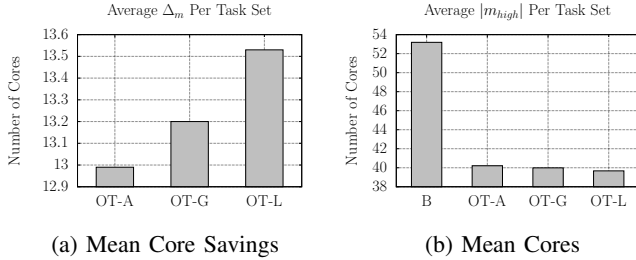 Average Δm Per Task Set
Number of Cores
13.6
13.5
13.4
13.3
13.2
13.1
13
12.9
OT-A OT-G OT-L
(a) Mean Core Savings
Average |mhigh| Per Task Set
Number of Cores
54
52
50
48
46
44
42
40
38
B OT-A OT-G OT-L
(b) Mean Cores